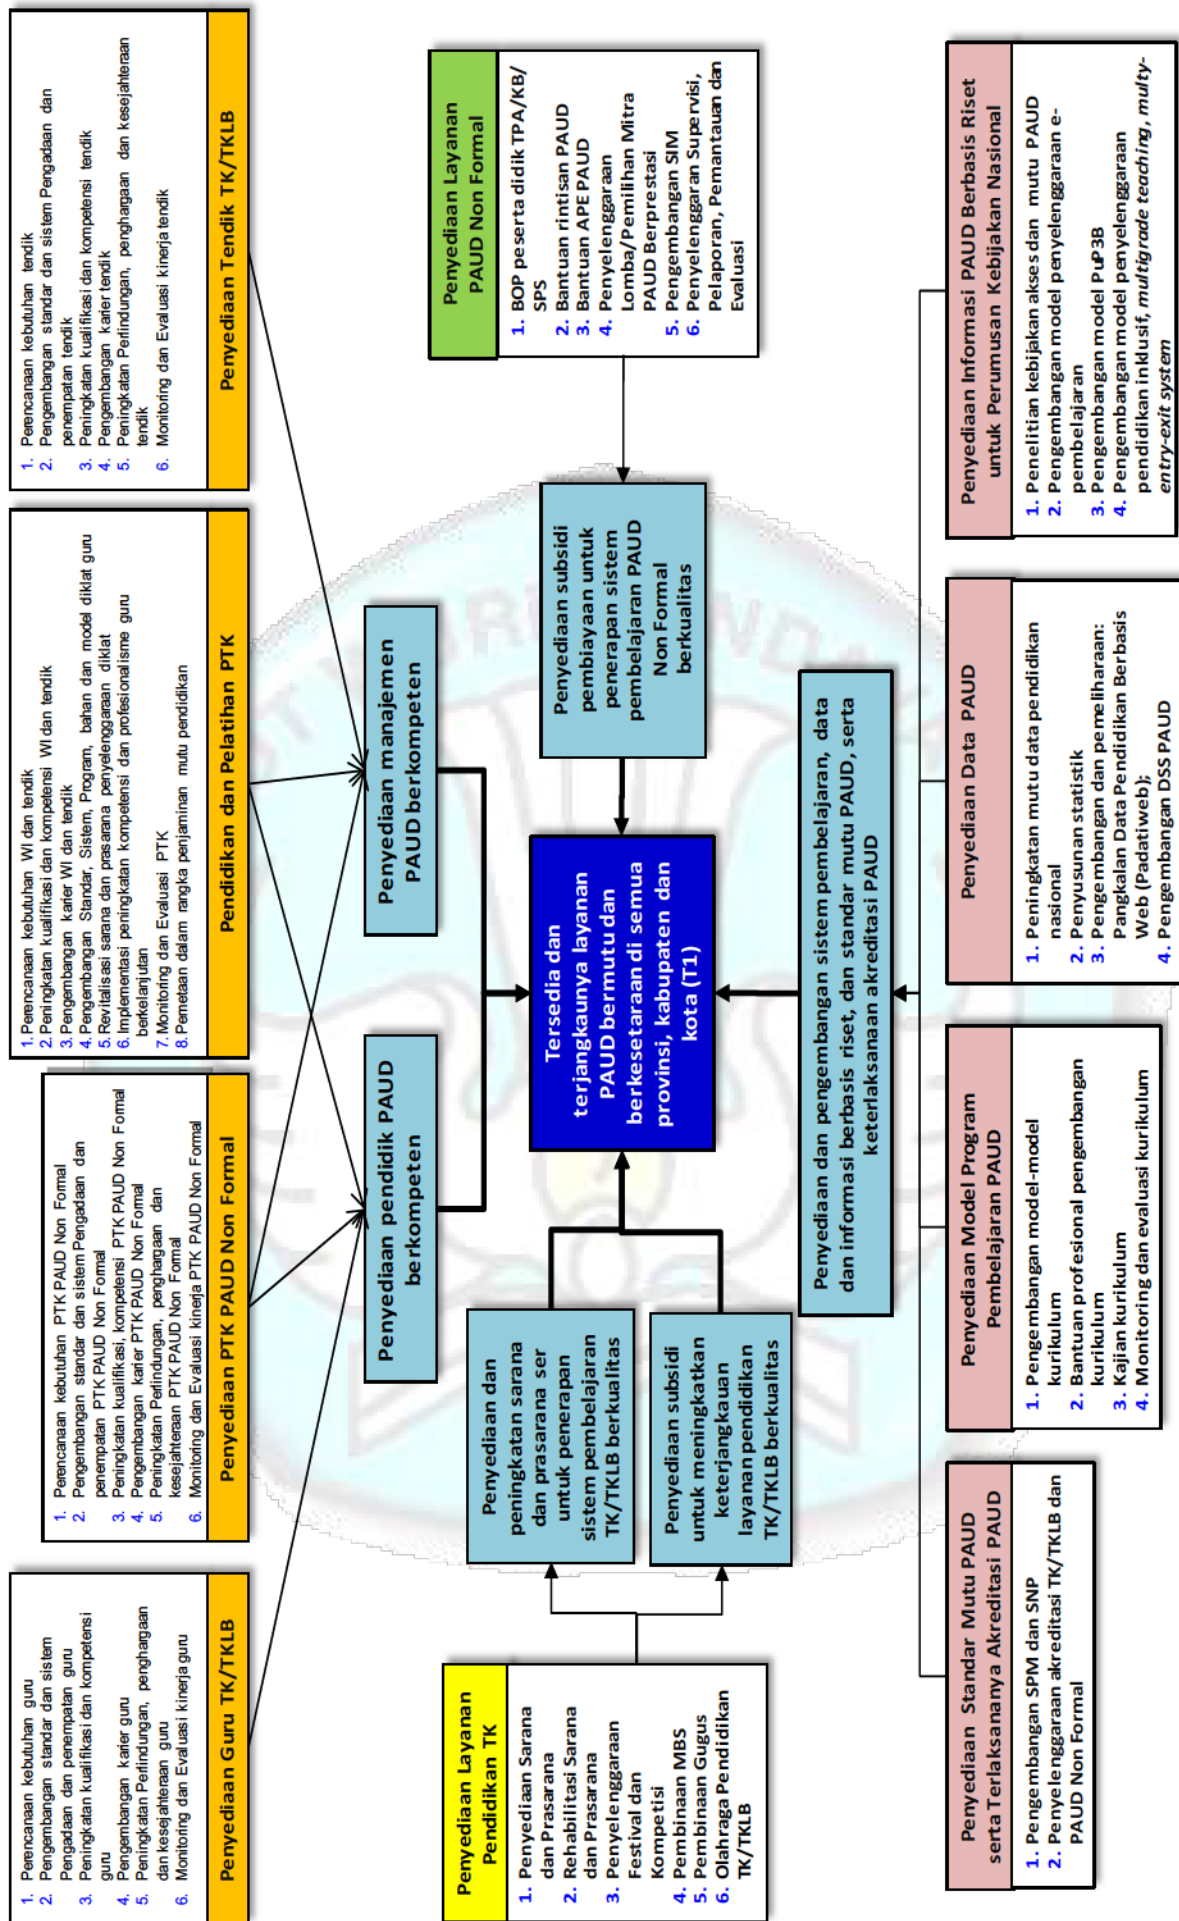 1. Perencanaan kebutuhan guru
2. Pengembangan standar dan sistem
Pengadaan dan penempatan guru
3. Peningkatan kualifikasi dan kompetensi
guru
4. Pengembangan karier guru
5. Peningkatan Perlindungan, penghargaan
dan kesejahteraan guru
6. Monitoring dan Evaluasi kinerja guru
Penyediaan Guru TK/TKLB
1. Perencanaan kebutuhan PTK PAUD Non Formal
2. Pengembangan standar dan sistem Pengadaan dan
penempatan PTK PAUD Non Formal
3. Peningkatan kualifikasi, kompetensi PTK PAUD Non Formal
4. Pengembangan karier PTK PAUD Non Formal
5. Peningkatan Perlindungan, penghargaan dan
kesejahteraan PTK PAUD Non Formal
6. Monitoring dan Evaluasi kinerja PTK PAUD Non Formal
Penyediaan PTK PAUD Non Formal
1. Perencanaan kebutuhan WI dan tendik
2. Peningkatan kualifikasi dan kompetensi WI dan tendik
3. Pengembangan karier WI dan tendik
4. Pengembangan Standar, Sistem, Program, bahan dan model diklat guru
5. Revitalisasi sarana dan prasarana penyelenggaraan diklat
6. Implementasi peningkatan kompetensi dan profesionalisme guru
berkelanjutan
7. Monitoring dan Evaluasi PTK
8. Pemetaan dalam rangka penjaminan mutu pendidikan
Pendidikan dan Pelatihan PTK
1. Perencanaan kebutuhan tendik
2. Pengembangan standar dan sistem Pengadaan dan
penempatan tendik
3. Peningkatan kualifikasi dan kompetensi tendik
4. Pengembangan karier tendik
5. Peningkatan Perlindungan, penghargaan dan kesejahteraan
tendik
6. Monitoring dan Evaluasi kinerja tendik
Penyediaan Tendik TK/TKLB
Penyediaan pendidik PAUD
berkompeten
Penyediaan manajemen
PAUD berkompeten
Penyediaan Layanan
Pendidikan TK
1. Penyediaan Sarana
dan Prasarana
2. Rehabilitasi Sarana
dan Prasarana
3. Penyelenggaraan
Festival dan
Kompetisi
4. Pembinaan MBS
5. Pembinaan Gugus
6. Olahraga Pendidikan
TK/TKLB
Penyediaan dan
peningkatan sarana
dan prasarana ser
untuk penerapan
sistem pembelajaran
TK/TKLB berkualitas
Penyediaan subsidi
untuk meningkatkan
keterjangkauan
layanan pendidikan
TK/TKLB berkualitas
Tersedia dan
terjangkaunya layanan
PAUD bermutu dan
berkesetaraan di semua
provinsi, kabupaten dan
kota (T1)
Penyediaan subsidi
pembiayaan untuk
penerapan sistem
pembelajaran PAUD
Non Formal
berkualitas
Penyediaan Layanan
PAUD Non Formal
1. BOP peserta didik TPA/KB/
SPS
2. Bantuan rintisan PAUD
3. Bantuan APE PAUD
4. Penyelenggaraan
Lomba/Pemilihan Mitra
PAUD Berprestasi
5. Pengembangan SIM
6. Penyelenggaran Supervisi,
Pelaporan, Pemantauan dan
Evaluasi
Penyediaan dan pengembangan sistem pembelajaran, data
dan informasi berbasis riset, dan standar mutu PAUD, serta
keterlaksanaan akreditasi PAUD
Penyediaan Standar Mutu PAUD
serta Terlaksananya Akreditasi PAUD
1. Pengembangan SPM dan SNP
2. Penyelenggaraan akreditasi TK/TKLB dan
PAUD Non Formal
Penyediaan Model Program
Pembelajaran PAUD
1. Pengembangan model-model
kurikulum
2. Bantuan profesional pengembangan
kurikulum
3. Kajian kurikulum
4. Monitoring dan evaluasi kurikulum
Penyediaan Data PAUD
1. Peningkatan mutu data pendidikan
nasional
2. Penyusunan statistik
3. Pengembangan dan pemeliharaan:
Pangkalan Data Pendidikan Berbasis
Web (Padatiweb);
4. Pengembangan DSS PAUD
Penyediaan Informasi PAUD Berbasis Riset
untuk Perumusan Kebijakan Nasional
1. Penelitian kebijakan akses dan mutu PAUD
2. Pengembangan model penyelenggaraan e-
pembelajaran
3. Pengembangan model PuP3B
4. Pengembangan model penyelenggaraan
pendidikan inklusif, multigrade teaching, multy-
entry-exit system